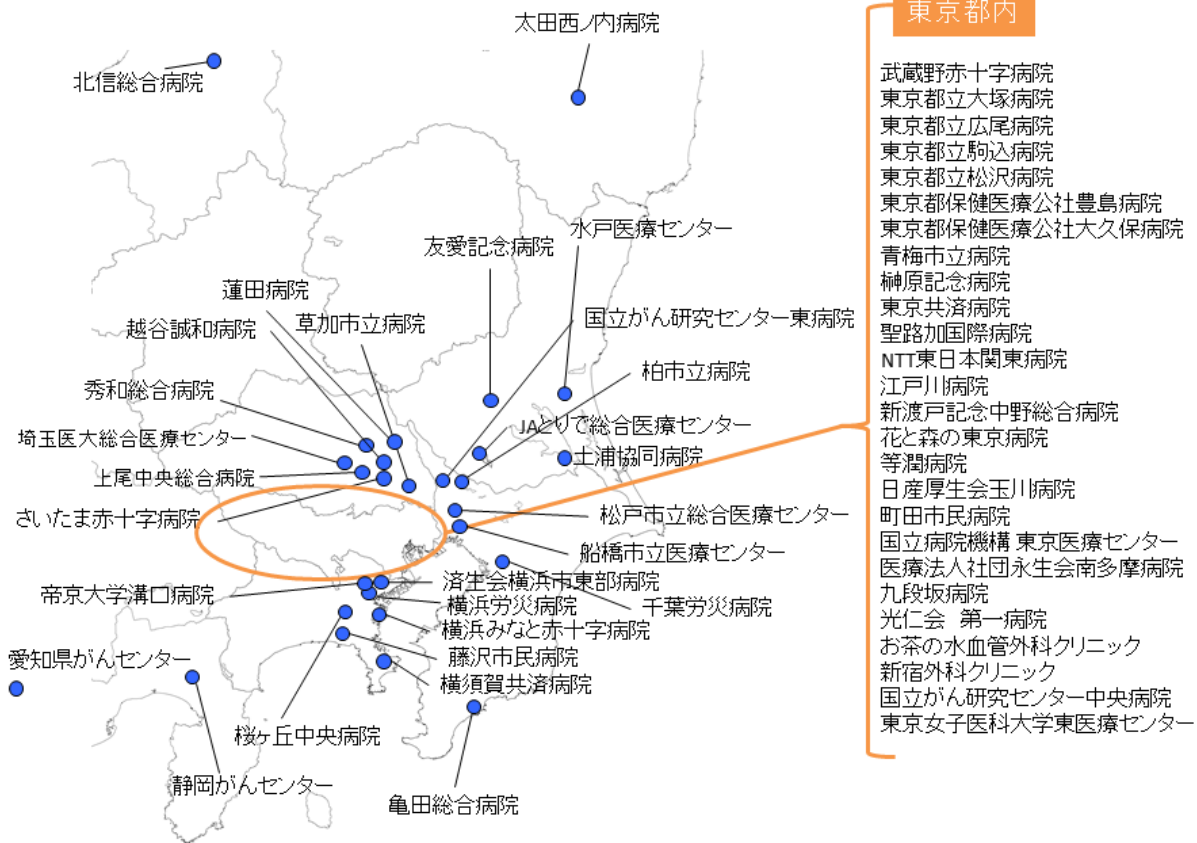 太田西ノ内病院
北信総合病院
友愛記念病院
水戸医療センター
蓮田病院
越谷誠和病院
草加市立病院
国立がん研究センター東病院
柏市立病院
秀和総合病院
JAとりで総合医療センター
埼玉医大総合医療センター
土浦協同病院
上尾中央総合病院
さいたま赤十字病院
松戸市立総合医療センター
船橋市立医療センター
帝京大学溝口病院
済生会横浜市東部病院
横浜労災病院
千葉労災病院
横浜みなと赤十字病院
藤沢市民病院
愛知県がんセンター
横須賀共済病院
桜ヶ丘中央病院
静岡がんセンター
亀田総合病院
東京都内
武蔵野赤十字病院
東京都立大塚病院
東京都立広尾病院
東京都立駒込病院
東京都立松沢病院
東京都保健医療公社豊島病院
東京都保健医療公社大久保病院
青梅市立病院
榊原記念病院
東京共済病院
聖路加国際病院
NTT東日本関東病院
江戸川病院
新渡戸記念中野総合病院
花と森の東京病院
等潤病院
日産厚生会玉川病院
町田市民病院
国立病院機構 東京医療センター
医療法人社団永生会南多摩病院
九段坂病院
光仁会 第一病院
お茶の水血管外科クリニック
新宿外科クリニック
国立がん研究センター中央病院
東京女子医科大学東医療センター